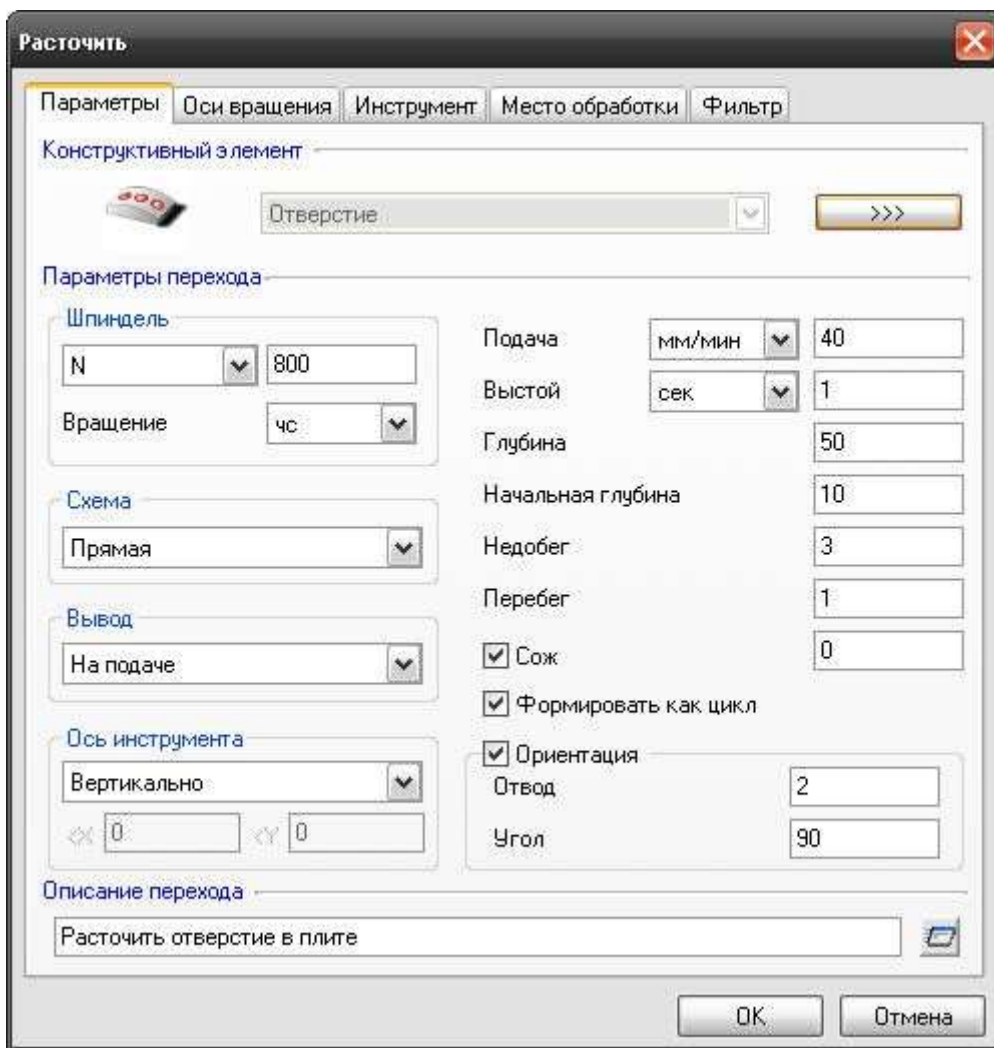 Расточить
Параметры Оси вращения Инструмент Место обработки Фильтр
Конструктивный элемент
Отверстие >>>
Параметры перехода
Шпиндель
N 800
Вращение чс
Схема
Прямая
Вывод
На подаче
Ось инструмента
Вертикально
<X 0 <Y 0
Подача мм/мин 40
Выстой сек 1
Глубина 50
Начальная глубина 10
Недобег 3
Перебег 1
Сож 0
Формировать как цикл
Ориентация
Отвод 2
Угол 90
Описание перехода
Расточить отверстие в плите
OK Отмена